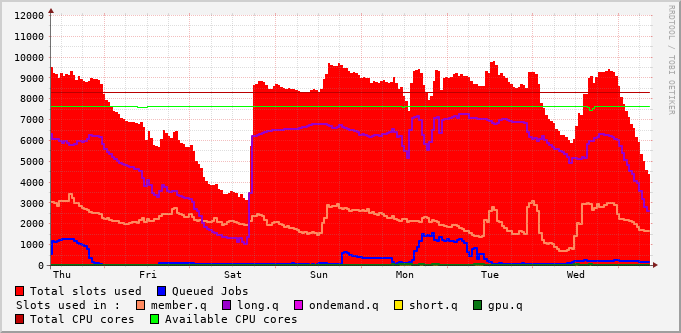 12000
11000
10000
9000
8000
7000
6000
5000
4000
3000
2000
1000
0
Thu Fri Sat Sun Mon Tue Wed
RRDTOOL / TOBI OETIKER
Total slots used Queued Jobs
Slots used in : member.q long.q ondemand.q short.q gpu.q
Total CPU cores Available CPU cores